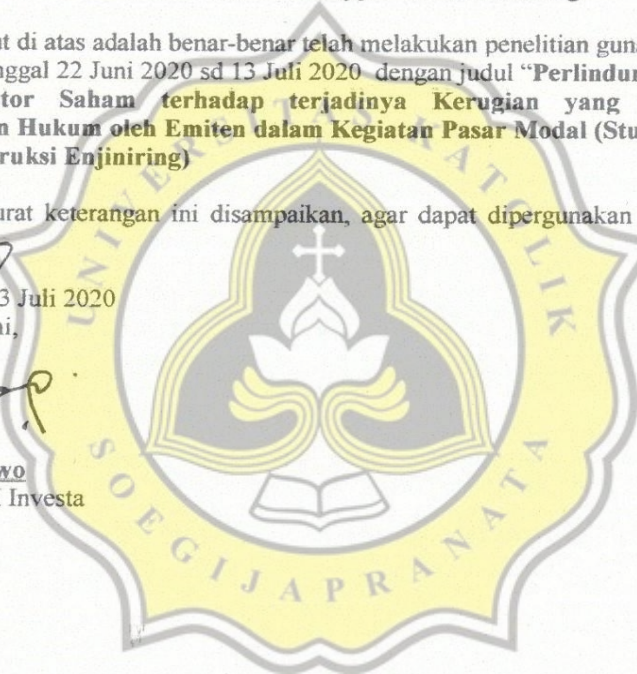 t di atas adalah benar-benar telah melakukan penelitian guna
nggal 22 Juni 2020 sd 13 Juli 2020 dengan judul “Perlindun
tor Saham terhadap terjadinya Kerugian yang
n Hukum oleh Emiten dalam Kegiatan Pasar Modal (Stu
ruksi Enjiniring)
urat keterangan ini disampaikan, agar dapat dipergunakan
3 Juli 2020
ni,
wo
Investa
UNIVERSITAS KATOLIK
SOEGIJAPRANATA